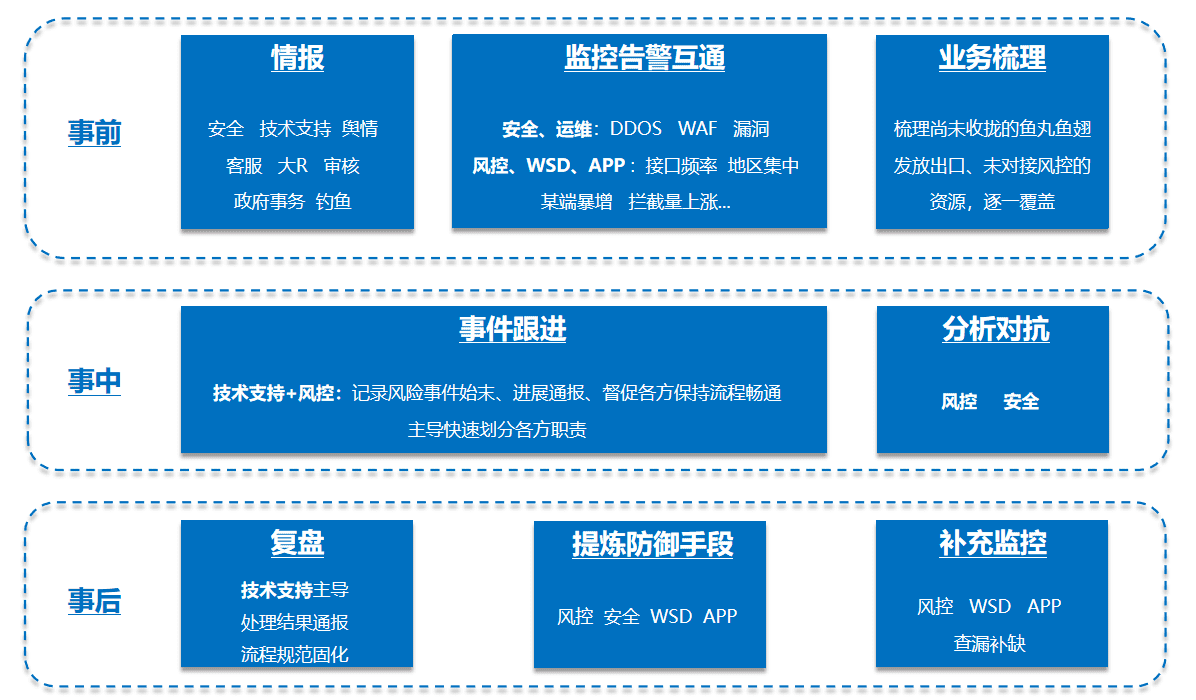 事前
情报
安全 技术支持 舆情
客服 大R 审核
政府事务 钓鱼
监控告警互通
安全、运维：DDOS WAF 漏洞
风控、WSD、APP：接口频率 地区集中
某端暴增 拦截量上涨...
业务梳理
梳理尚未收拢的鱼丸鱼翅
发放出口、未对接风控的
资源，逐一覆盖
事中
事件跟进
技术支持+风控：记录风险事件始末、进展通报、督促各方保持流程畅通
主导快速划分各方职责
分析对抗
风控 安全
事后
复盘
技术支持主导
处理结果通报
流程规范固化
提炼防御手段
风控 安全 WSD APP
补充监控
风控 WSD APP
查漏补缺